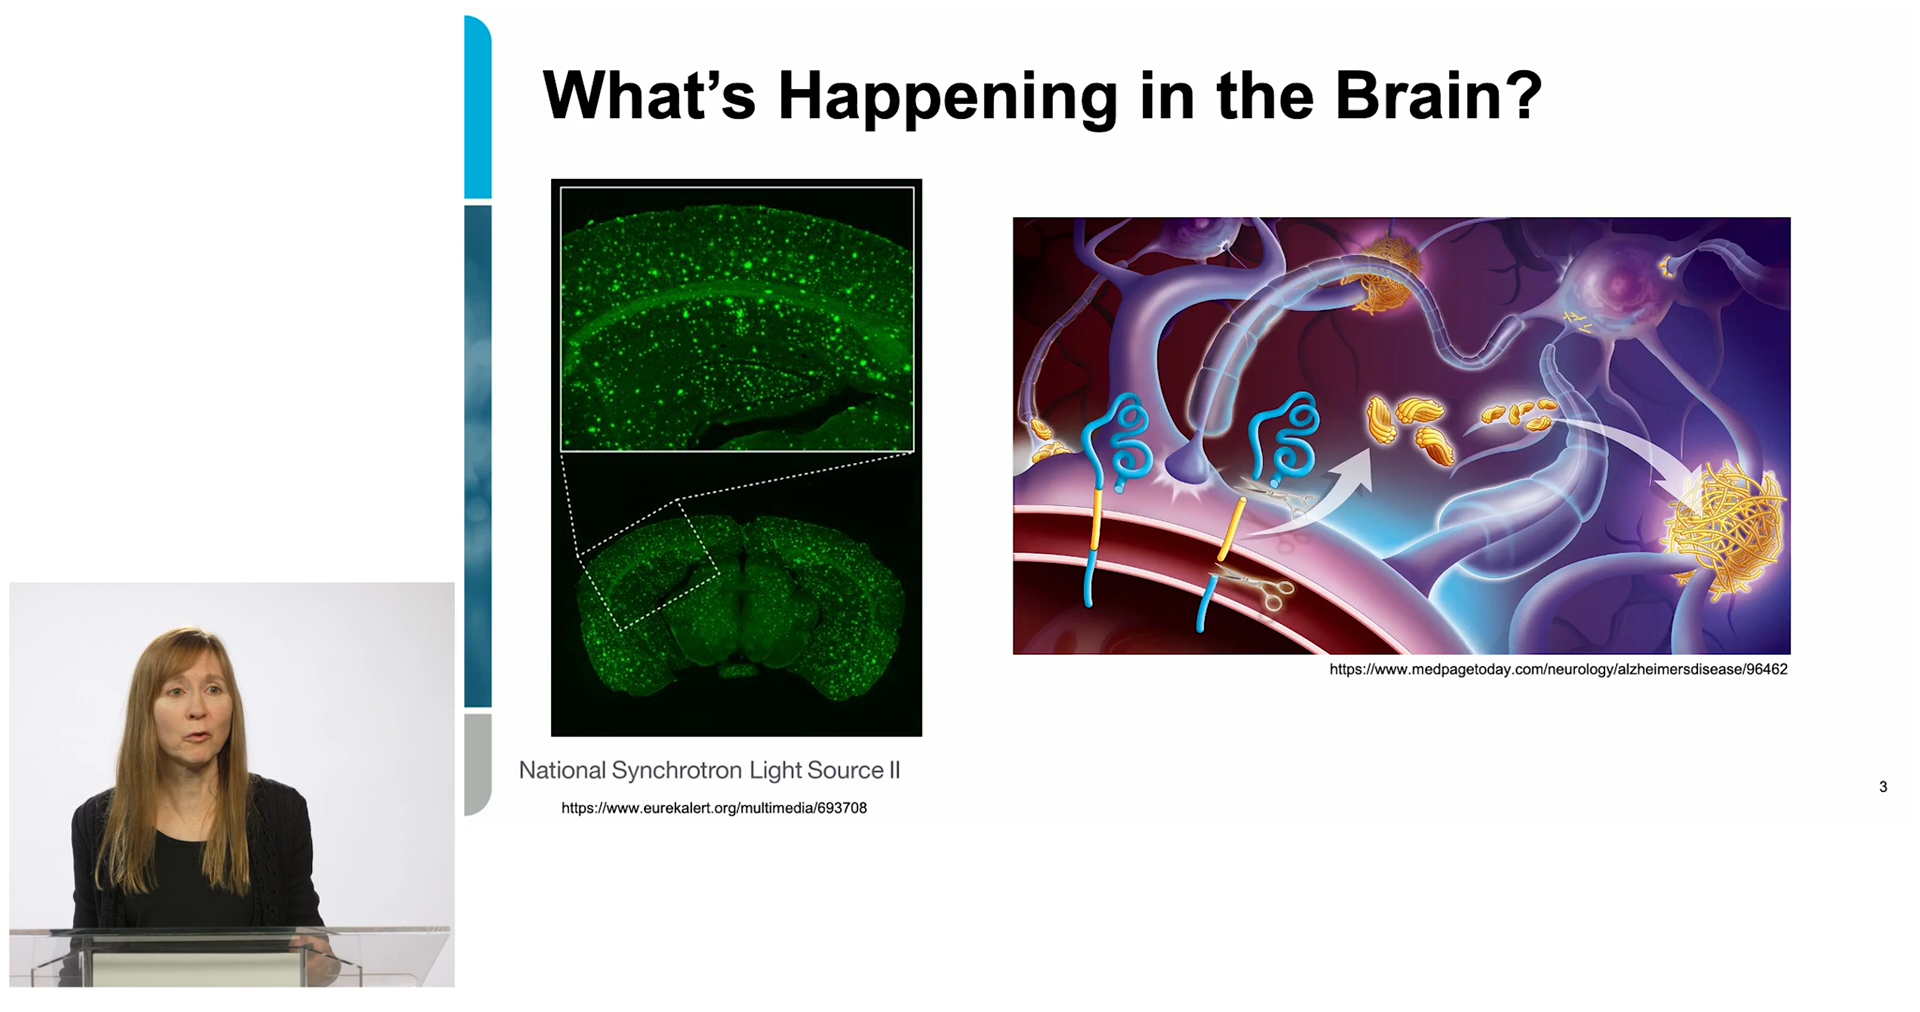 What’s Happening in the Brain?
https://www.medpagetoday.com/neurology/alzheimersdisease/96462
National Synchrotron Light Source II
https://www.eurekalert.org/multimedia/693708
3